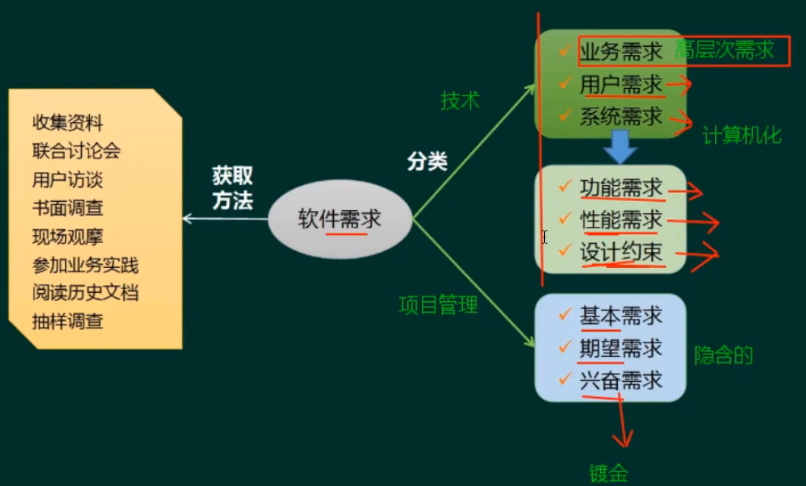 收集资料
联合讨论会
用户访谈
书面调查
现场观摩
参加业务实践
阅读历史文档
抽样调查
获取
方法
软件需求
分类
技术
项目管理
业务需求 高层次需求
用户需求
系统需求
计算机化
功能需求
性能需求
设计约束
基本需求
期望需求
隐含的
兴奋需求
镀金